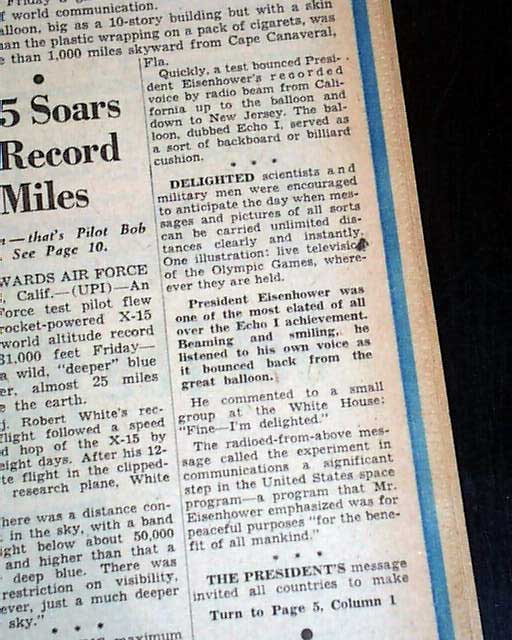 Friday
f world communication.
alloon, big as a 10-story building but with a skin
an the plastic wrapping on a pack of cigarets, was
e than 1,000 miles skyward from Cape Canaveral,
Fla.
Quickly, a test bounced Presi-
dent Eisenhower's recorded
voice by radio beam from Cali-
fornia up to the balloon and
down to New Jersey. The bal-
loon, dubbed Echo I, served as
a sort of backboard or billiard
cushion.
* * *
DELIGHTED scientists and
military men were encouraged
to anticipate the day when mes-
sages and pictures of all sorts
can be carried unlimited dis-
tances clearly and instantly.
One illustration: live television
of the Olympic Games, where-
ever they are held.
President Eisenhower was
one of the most elated of all
over the Echo I achievement.
Beaming and smiling, he
listened to his own voice as
it bounced back from the
great balloon.
He commented to a small
group at the White House:
"Fine—I'm delighted."
The radioed-from-above mes-
sage called the experiment in
communications a significant
step in the United States space
program—a program that Mr.
Eisenhower emphasized was for
peaceful purposes "for the bene-
fit of all mankind."
* * *
THE PRESIDENT'S message
invited all countries to make
Turn to Page 5, Column 1
5 Soars
Record
Miles
—that's Pilot Bob
See Page 10.
WARDS AIR FORCE
, Calif.—(UPI)—An
Force test pilot flew
rocket-powered X-15
world altitude record
31,000 feet Friday—
a wild, "deeper" blue
er, almost 25 miles
e the earth.
j. Robert White's rec-
flight followed a speed
d hop of the X-15 by
eight days. After his 12-
te flight in the clipped-
research plane, White
here was a distance con-
in the sky, with a band
ight below about 50,000
and higher than that a
deep blue. There was
restriction on visibility,
ever, just a much deeper
sky."
* * *
maximum